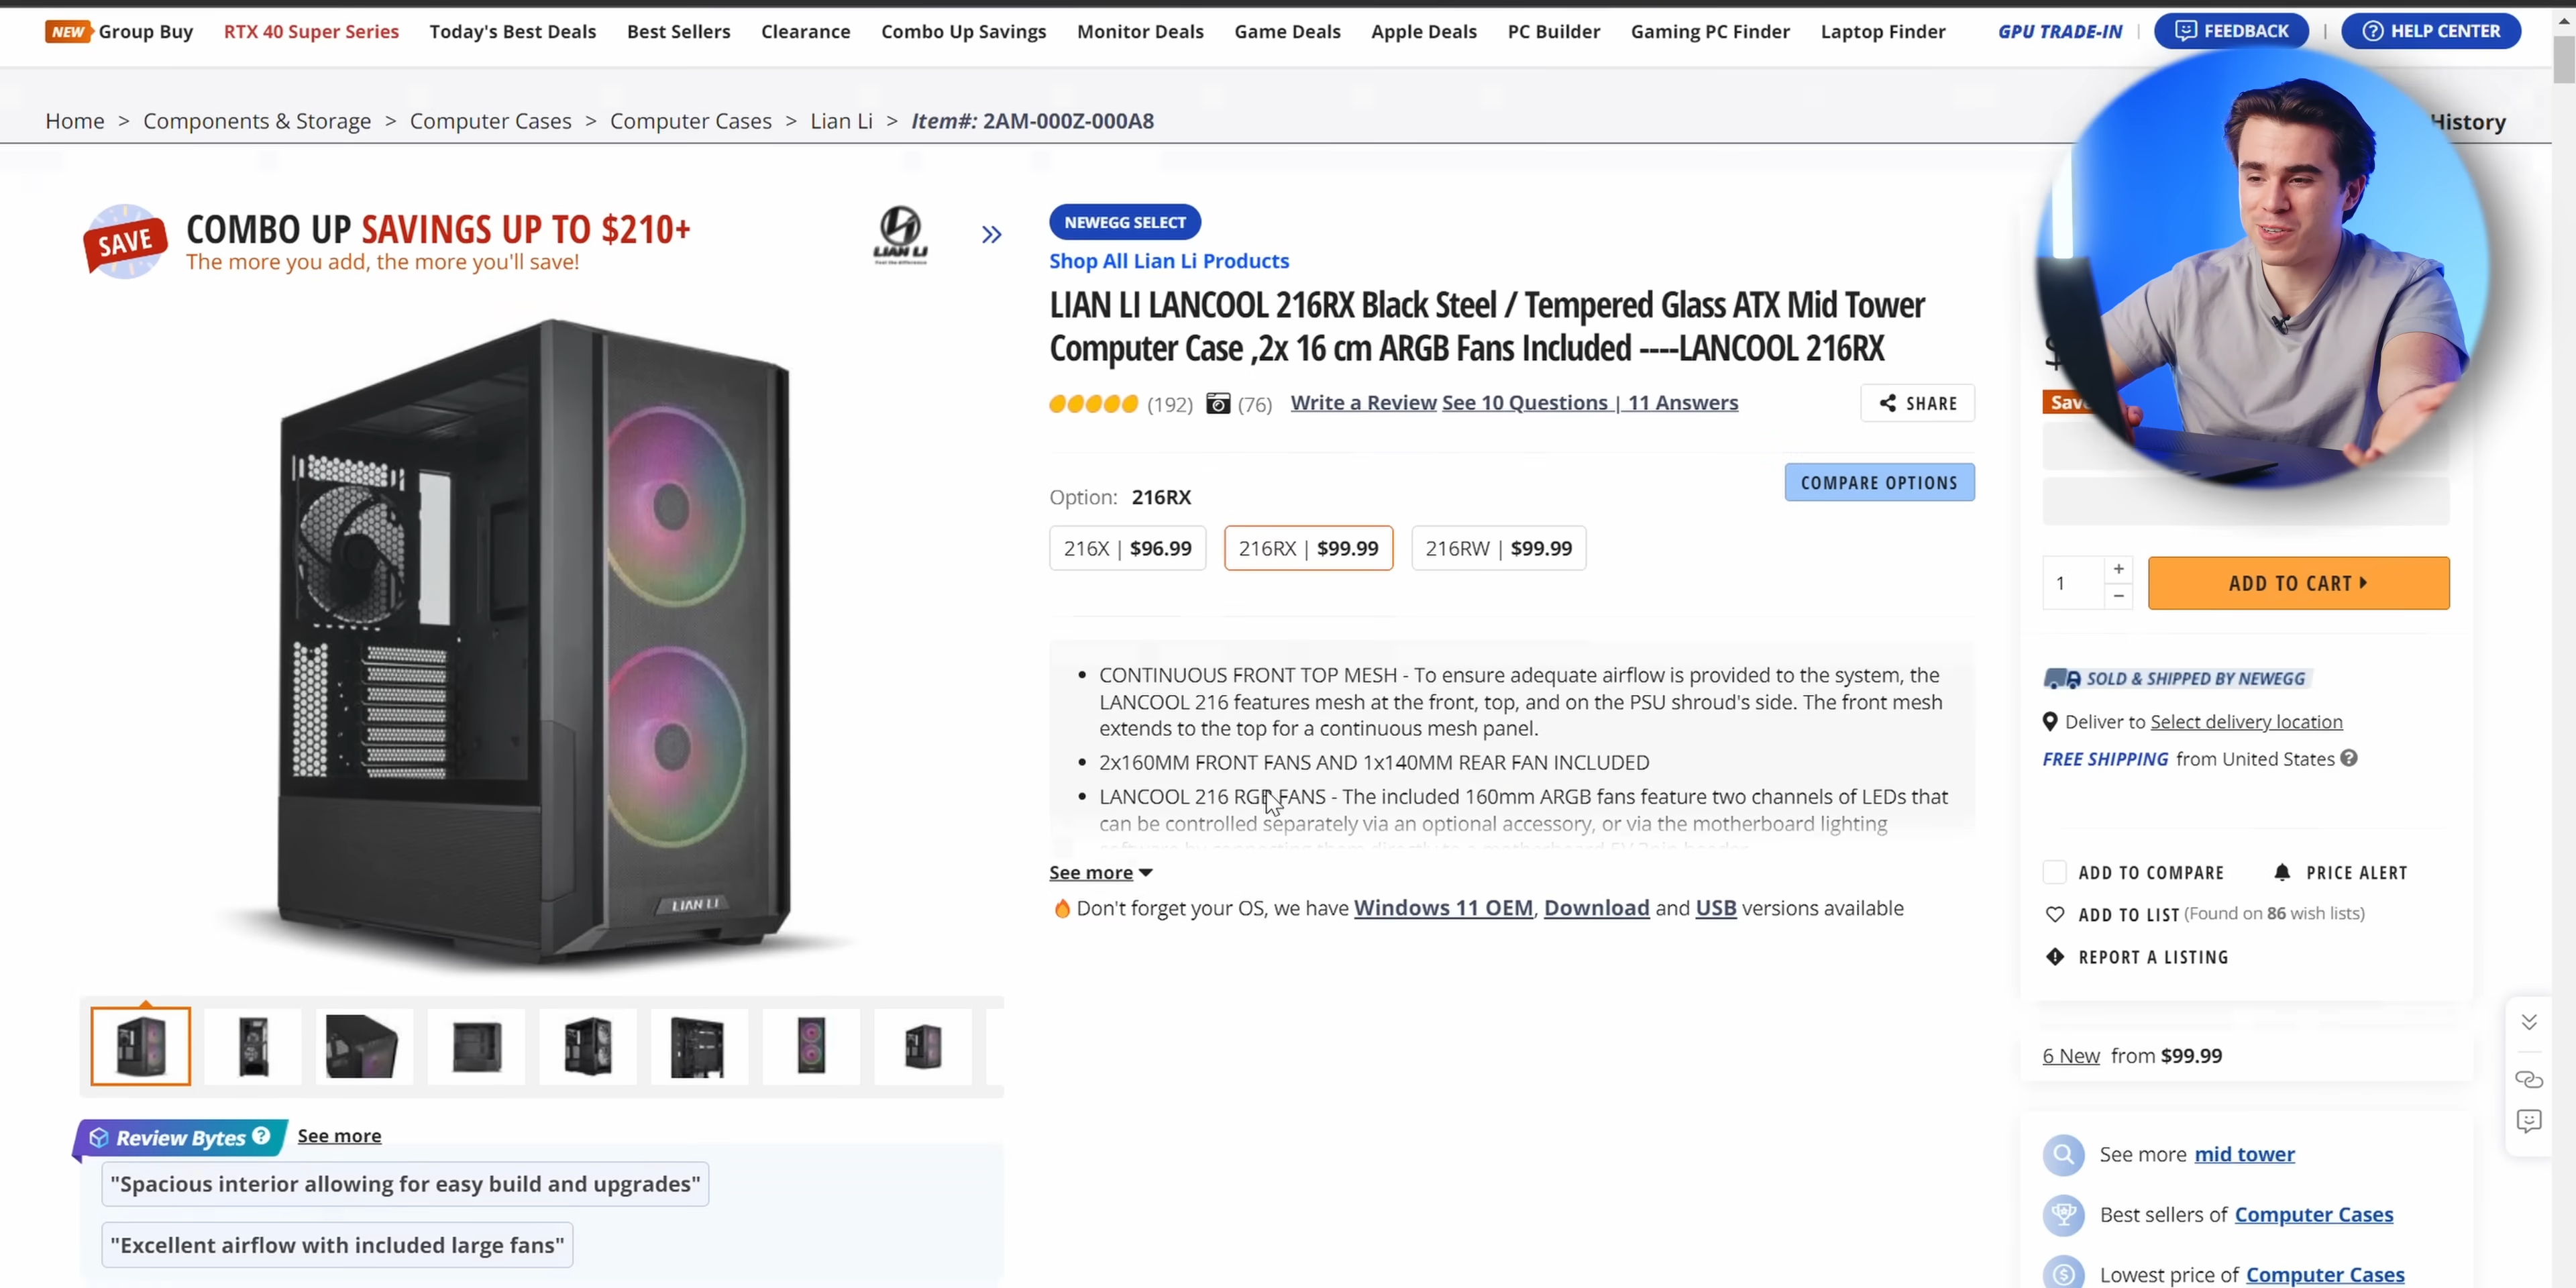 NEW Group Buy RTX 40 Super Series Today's Best Deals Best Sellers Clearance Combo Up Savings Monitor Deals Game Deals Apple Deals PC Builder Gaming PC Finder Laptop Finder GPU TRADE-IN | FEEDBACK | HELP CENTER
Home > Components & Storage > Computer Cases > Computer Cases > Lian Li > Item#: 2AM-000Z-000A8
History
SAVE
COMBO UP SAVINGS UP TO $210+
The more you add, the more you'll save!
LIAN LI
NEWEGG SELECT
Shop All Lian Li Products
LIAN LI LANCOOL 216RX Black Steel / Tempered Glass ATX Mid Tower
Computer Case ,2x 16 cm ARGB Fans Included ----LANCOOL 216RX
(192) (76) Write a Review See 10 Questions | 11 Answers
SHARE
Option: 216RX
COMPARE OPTIONS
216X | $96.99
216RX | $99.99
216RW | $99.99
• CONTINUOUS FRONT TOP MESH - To ensure adequate airflow is provided to the system, the
LANCOOL 216 features mesh at the front, top, and on the PSU shroud's side. The front mesh
extends to the top for a continuous mesh panel.
• 2x160MM FRONT FANS AND 1x140MM REAR FAN INCLUDED
• LANCOOL 216 RGB FANS - The included 160mm ARGB fans feature two channels of LEDs that
can be controlled separately via an optional accessory, or via the motherboard lighting
See more
Don't forget your OS, we have Windows 11 OEM, Download and USB versions available
LIAN LI
Review Bytes ? See more
"Spacious interior allowing for easy build and upgrades"
"Excellent airflow with included large fans"
$
Save
1 + −
ADD TO CART
SOLD & SHIPPED BY NEWEGG
Deliver to Select delivery location
FREE SHIPPING from United States ?
ADD TO COMPARE
PRICE ALERT
ADD TO LIST (Found on 86 wish lists)
REPORT A LISTING
6 New from $99.99
See more mid tower
Best sellers of Computer Cases
Lowest price of Computer Cases